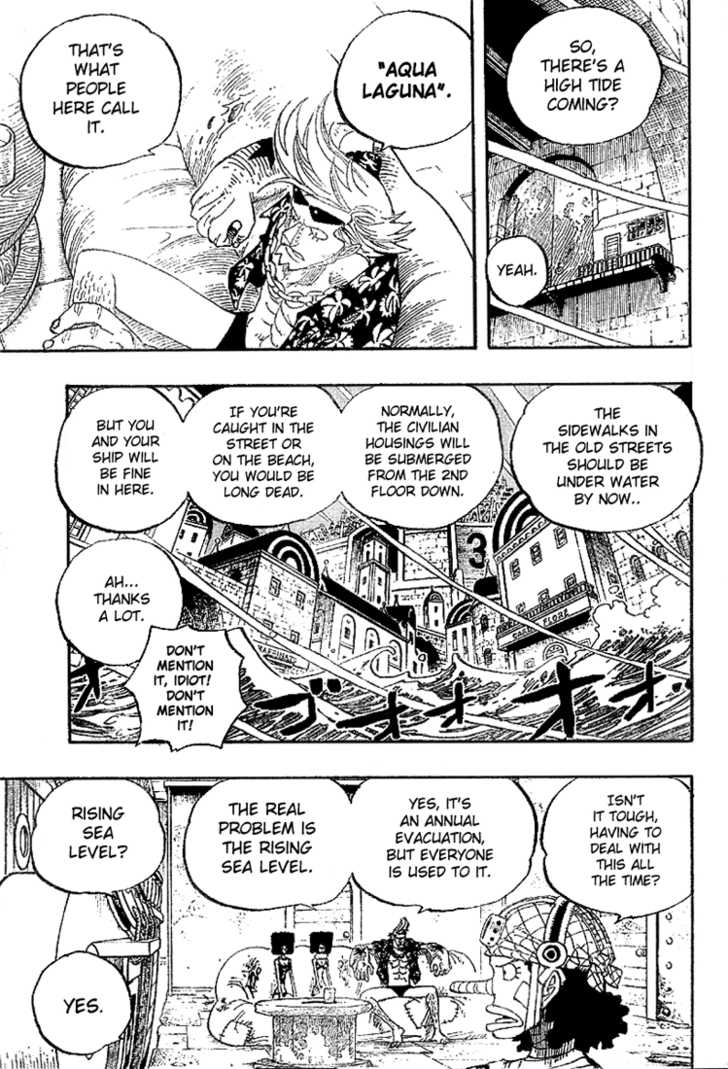 SO,
THERE'S A
HIGH TIDE
COMING?
YEAH.
"AQUA
LAGUNA".
THAT'S
WHAT
PEOPLE
HERE CALL
IT.
THE
SIDEWALKS IN
THE OLD STREETS
SHOULD BE
UNDER WATER
BY NOW..
NORMALLY,
THE CIVILIAN
HOUSINGS WILL
BE SUBMERGED
FROM THE 2ND
FLOOR DOWN.
IF YOU'RE
CAUGHT IN THE
STREET OR
ON THE BEACH,
YOU WOULD BE
LONG DEAD.
BUT YOU
AND YOUR
SHIP WILL
BE FINE
IN HERE.
AH...
THANKS
A LOT.
DON'T
MENTION
IT, IDIOT!
DON'T
MENTION
IT!
3
ゴオオオオ
ISN'T
IT TOUGH,
HAVING TO
DEAL WITH
THIS ALL
THE TIME?
YES, IT'S
AN ANNUAL
EVACUATION,
BUT EVERYONE
IS USED TO IT.
THE REAL
PROBLEM IS
THE RISING
SEA LEVEL.
RISING
SEA
LEVEL?
YES.